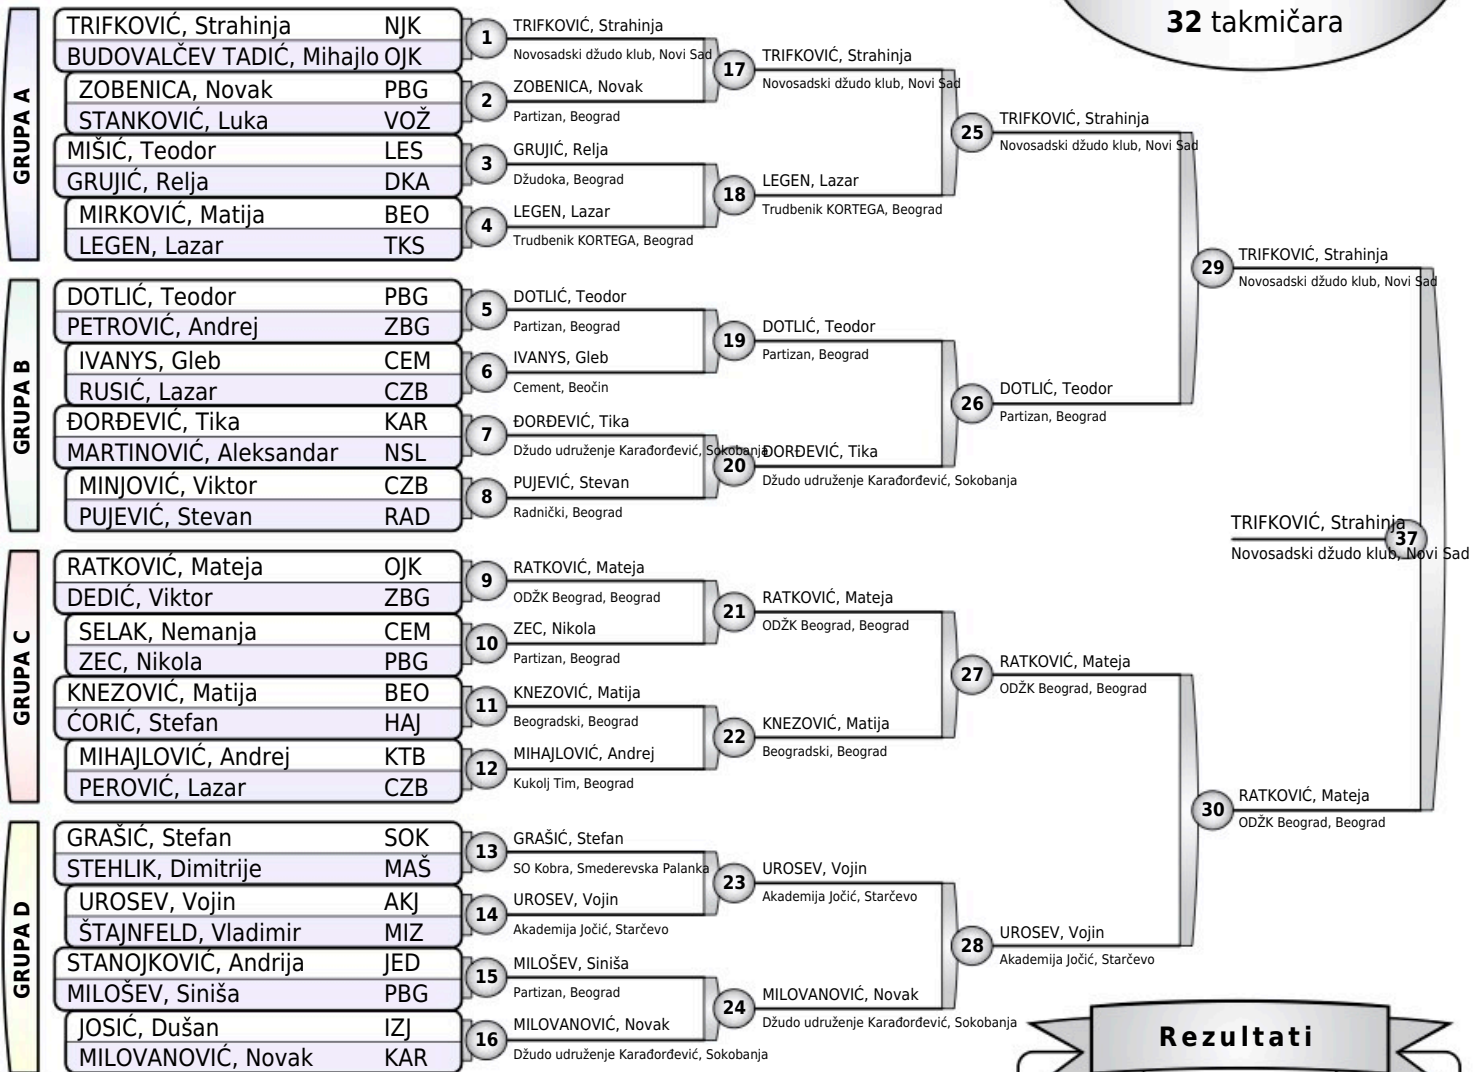 32 takmičara
GRUPA A
TRIFKOVIĆ, Strahinja NJK
BUDOVALČEV TADIĆ, Mihajlo OJK
ZOBENICA, Novak PBG
STANKOVIĆ, Luka VOŽ
MIŠIĆ, Teodor LES
GRUJIĆ, Relja DKA
MIRKOVIĆ, Matija BEO
LEGEN, Lazar TKS
GRUPA B
DOTLIĆ, Teodor PBG
PETROVIĆ, Andrej ZBG
IVANYS, Gleb CEM
RUSIĆ, Lazar CZB
ĐORĐEVIĆ, Tika KAR
MARTINOVIĆ, Aleksandar NSL
MINJOVIĆ, Viktor CZB
PUJEVIĆ, Stevan RAD
GRUPA C
RATKOVIĆ, Mateja OJK
DEDIĆ, Viktor ZBG
SELAK, Nemanja CEM
ZEC, Nikola PBG
KNEZOVIĆ, Matija BEO
ĆORIĆ, Stefan HAJ
MIHAJLOVIĆ, Andrej KTB
PEROVIĆ, Lazar CZB
GRUPA D
GRAŠIĆ, Stefan SOK
STEHLIK, Dimitrije MAŠ
UROSEV, Vojin AKJ
ŠTAJNFELD, Vladimir MIZ
STANOJKOVIĆ, Andrija JED
MILOŠEV, Siniša PBG
JOSIĆ, Dušan IZJ
MILOVANOVIĆ, Novak KAR
1
TRIFKOVIĆ, Strahinja
Novosadski džudo klub, Novi Sad
2
ZOBENICA, Novak
Partizan, Beograd
3
GRUJIĆ, Relja
Džudoka, Beograd
4
LEGEN, Lazar
Trudbenik KORTEGA, Beograd
5
DOTLIĆ, Teodor
Partizan, Beograd
6
IVANYS, Gleb
Cement, Beočin
7
ĐORĐEVIĆ, Tika
Džudo udruženje Karađorđević, Sokobanja
8
PUJEVIĆ, Stevan
Radnički, Beograd
9
RATKOVIĆ, Mateja
ODŽK Beograd, Beograd
10
ZEC, Nikola
Partizan, Beograd
11
KNEZOVIĆ, Matija
Beogradski, Beograd
12
MIHAJLOVIĆ, Andrej
Kukolj Tim, Beograd
13
GRAŠIĆ, Stefan
SO Kobra, Smederevska Palanka
14
UROSEV, Vojin
Akademija Jočić, Starčevo
15
MILOŠEV, Siniša
Partizan, Beograd
16
MILOVANOVIĆ, Novak
Džudo udruženje Karađorđević, Sokobanja
17
TRIFKOVIĆ, Strahinja
Novosadski džudo klub, Novi Sad
18
LEGEN, Lazar
Trudbenik KORTEGA, Beograd
19
DOTLIĆ, Teodor
Partizan, Beograd
20
ĐORĐEVIĆ, Tika
Džudo udruženje Karađorđević, Sokobanja
21
RATKOVIĆ, Mateja
ODŽK Beograd, Beograd
22
KNEZOVIĆ, Matija
Beogradski, Beograd
23
UROSEV, Vojin
Akademija Jočić, Starčevo
24
MILOVANOVIĆ, Novak
Džudo udruženje Karađorđević, Sokobanja
25
TRIFKOVIĆ, Strahinja
Novosadski džudo klub, Novi Sad
26
DOTLIĆ, Teodor
Partizan, Beograd
27
RATKOVIĆ, Mateja
ODŽK Beograd, Beograd
28
UROSEV, Vojin
Akademija Jočić, Starčevo
29
TRIFKOVIĆ, Strahinja
Novosadski džudo klub, Novi Sad
30
RATKOVIĆ, Mateja
ODŽK Beograd, Beograd
TRIFKOVIĆ, Strahinja
37
Novosadski džudo klub, Novi Sad
Rezultati